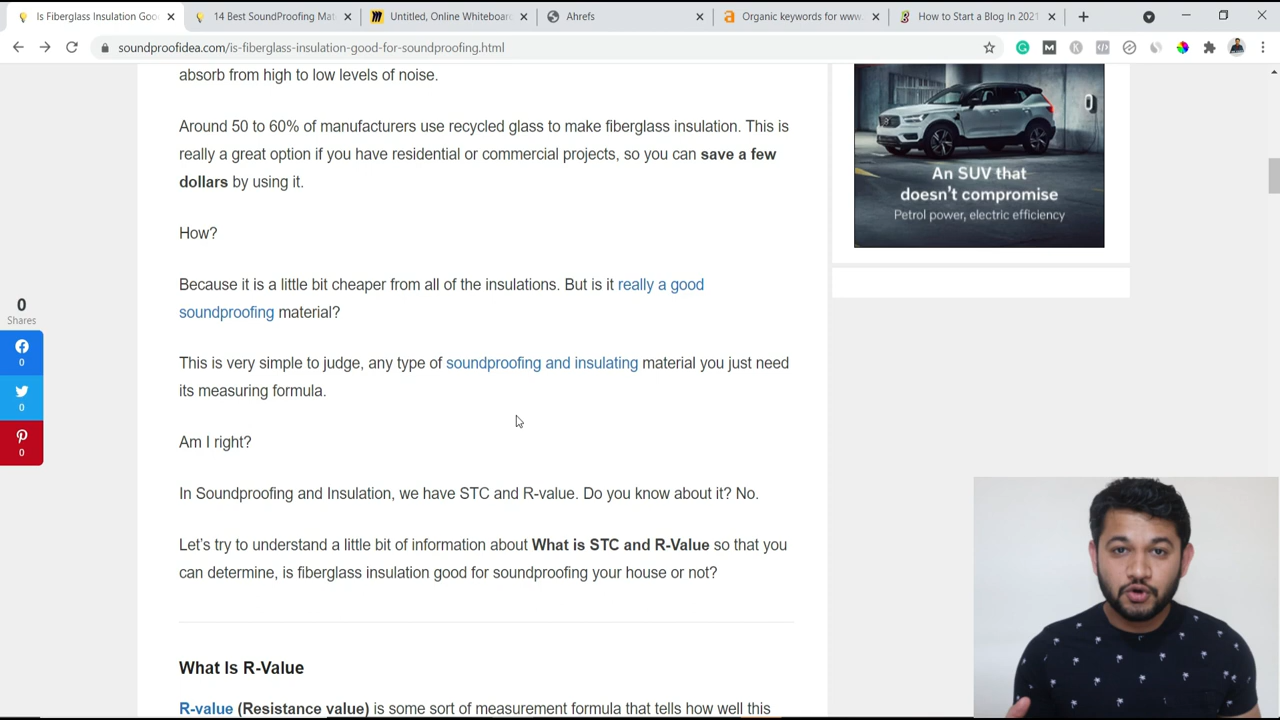 Is Fiberglass Insulation Goo
14 Best SoundProofing Mat
Untitled, Online Whiteboar
Ahrefs
Organic keywords for www.
How to Start a Blog In 2021
soundproofidea.com/is-fiberglass-insulation-good-for-soundproofing.html
absorb from high to low levels of noise.
Around 50 to 60% of manufacturers use recycled glass to make fiberglass insulation. This is
really a great option if you have residential or commercial projects, so you can save a few
dollars by using it.
How?
Because it is a little bit cheaper from all of the insulations. But is it really a good
soundproofing material?
This is very simple to judge, any type of soundproofing and insulating material you just need
its measuring formula.
Am I right?
In Soundproofing and Insulation, we have STC and R-value. Do you know about it? No.
Let's try to understand a little bit of information about What is STC and R-Value so that you
can determine, is fiberglass insulation good for soundproofing your house or not?
What Is R-Value
R-value (Resistance value) is some sort of measurement formula that tells how well this
0
Shares
0
0
0
An SUV that
doesn't compromise
Petrol power, electric efficiency